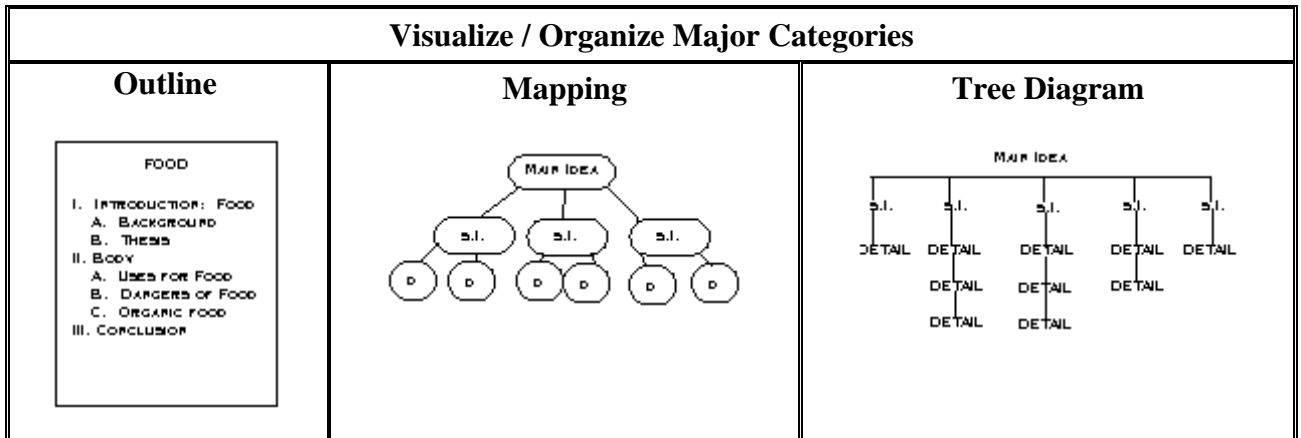 Visualize / Organize Major Categories
Outline
FOOD
I. INTRODUCTION: FOOD
A. BACKGROUND
B. THESIS
II. BODY
A. USES FOR FOOD
B. DANGERS OF FOOD
C. ORGANIC FOOD
III. CONCLUSION
Mapping
MAIN IDEA
S.I. S.I. S.I.
D D D D D D
Tree Diagram
MAIN IDEA
S.I. S.I. S.I. S.I. S.I.
DETAIL DETAIL DETAIL DETAIL DETAIL
DETAIL DETAIL DETAIL
DETAIL DETAIL